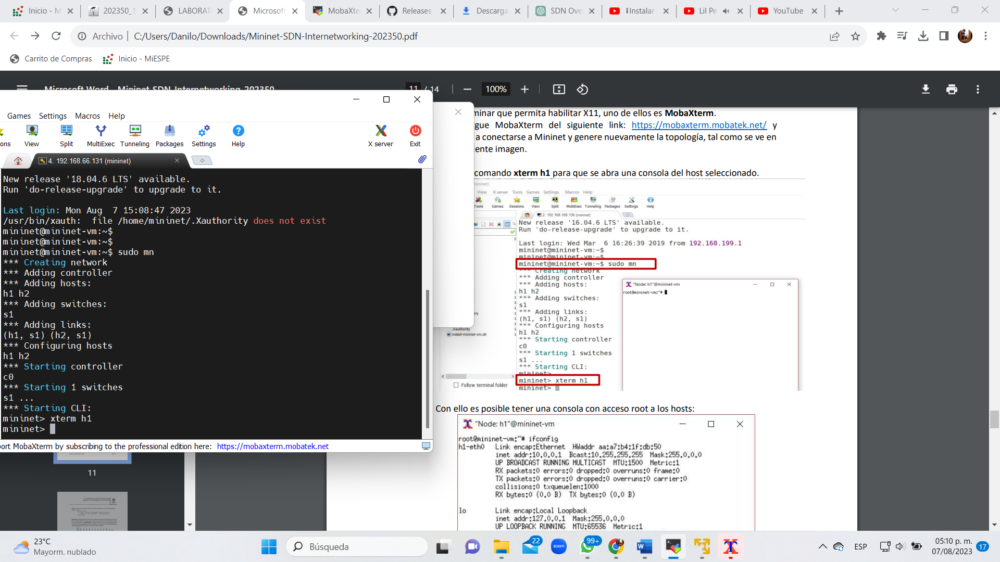 Inicio - M
202350_1
LABORAT
Microsoft
MobaXte
Releases
Descarga
SDN Ove
Instalar
Lil Pe
YouTube
Archivo | C:/Users/Danilo/Downloads/Mininet-SDN-Internetworking-202350.pdf
Carrito de Compras
Inicio - MiESPE
Microsoft Word - Mininet-SDN-Internetworking-202350
11 / 14
100%
Games Settings Macros Help
ons View Split MultiExec Tunneling Packages Settings Help X server Exit
4. 192.168.66.131 (mininet)
New release '18.04.6 LTS' available.
Run 'do-release-upgrade' to upgrade to it.
Last login: Mon Aug  7 15:08:47 2023
/usr/bin/xauth:  file /home/mininet/.Xauthority does not exist
mininet@mininet-vm:~$
mininet@mininet-vm:~$
mininet@mininet-vm:~$ sudo mn
*** Creating network
*** Adding controller
*** Adding hosts:
h1 h2
*** Adding switches:
s1
*** Adding links:
(h1, s1) (h2, s1)
*** Configuring hosts
h1 h2
*** Starting controller
c0
*** Starting 1 switches
s1 ...
*** Starting CLI:
mininet> xterm h1
mininet>
ort MobaXterm by subscribing to the professional edition here: https://mobaxterm.mobatek.net
11
minar que permita habilitar X11, uno de ellos es MobaXterm.
rgue MobaXterm del siguiente link: https://mobaxterm.mobatek.net/ y
a conectarse a Mininet y genere nuevamente la topología, tal como se ve en
iente imagen.
comando xterm h1 para que se abra una consola del host seleccionado.
mininet)
View X server Tools Games Settings Macros Help
Tools Games Sessions View Split MultiExec Tunneling Packages Settings Help
2. 192.168.199.136 (mininet)
New release '16.04.6 LTS' available.
Run 'do-release-upgrade' to upgrade to it.
Last login: Wed Mar  6 16:26:39 2019 from 192.168.199.1
mininet@mininet-vm:~$
mininet@mininet-vm:~$
mininet@mininet-vm:~$ sudo mn
*** Creating network
*** Adding controller
*** Adding hosts:
h1 h2
*** Adding switches:
s1
*** Adding links:
(h1, s1) (h2, s1)
*** Configuring hosts
h1 h2
*** Starting controller
c0
*** Starting 1 switches
s1 ...
*** Starting CLI:
mininet>
mininet> xterm h1
mininet>
ory
.Xauthority
install-mininet-vm.sh
Follow terminal folder
"Node: h1"@mininet-vm
root@mininet-vm:~#
Con ello es posible tener una consola con acceso root a los hosts:
"Node: h1"@mininet-vm
root@mininet-vm:~# ifconfig
h1-eth0   Link encap:Ethernet  HWaddr aa:a7:b4:1f:db:50
inet addr:10.0.0.1  Bcast:10.255.255.255  Mask:255.0.0.0
UP BROADCAST RUNNING MULTICAST  MTU:1500  Metric:1
RX packets:0 errors:0 dropped:0 overruns:0 frame:0
TX packets:0 errors:0 dropped:0 overruns:0 carrier:0
collisions:0 txqueuelen:1000
RX bytes:0 (0.0 B)  TX bytes:0 (0.0 B)
lo        Link encap:Local Loopback
inet addr:127.0.0.1  Mask:255.0.0.0
UP LOOPBACK RUNNING  MTU:65536  Metric:1
23°C
Mayorm. nublado
Búsqueda
22
zoom
99+
ESP
05:10 p. m.
07/08/2023
17